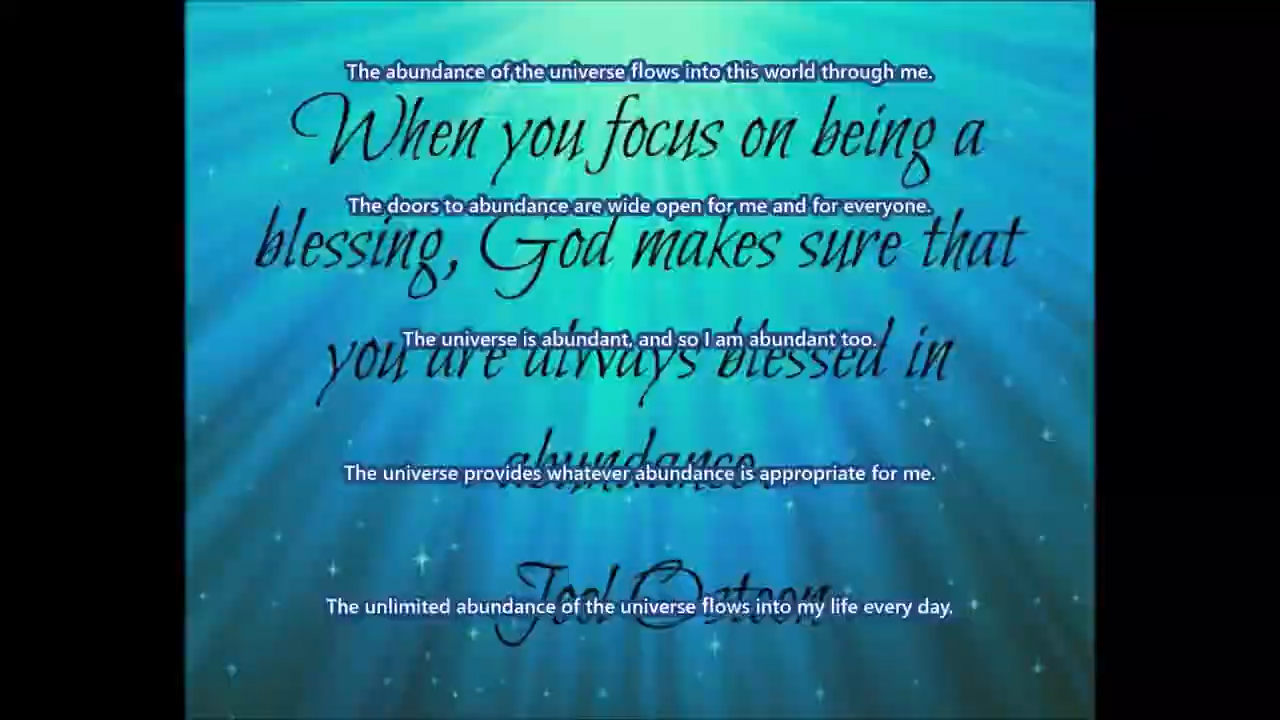 The abundance of the universe flows into this world through me.
When you focus on being a
The doors to abundance are wide open for me and for everyone.
blessing, God makes sure that
The universe is abundant, and so I am abundant too.
you are always blessed in
abundance.
The universe provides whatever abundance is appropriate for me.
Joel Osteen
The unlimited abundance of the universe flows into my life every day.